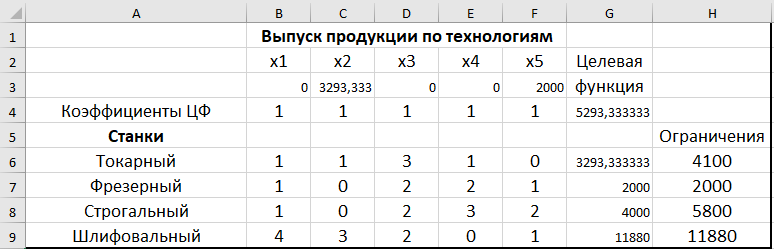 A B C D E F G H
1 Выпуск продукции по технологиям
2 x1 x2 x3 x4 x5 Целевая
3 0 3293,333 0 0 2000 функция
4 Коэффициенты ЦФ 1 1 1 1 1 5293,333333
5 Станки Ограничения
6 Токарный 1 1 3 1 0 3293,333333 4100
7 Фрезерный 1 0 2 2 1 2000 2000
8 Строгальный 1 0 2 3 2 4000 5800
9 Шлифовальный 4 3 2 0 1 11880 11880